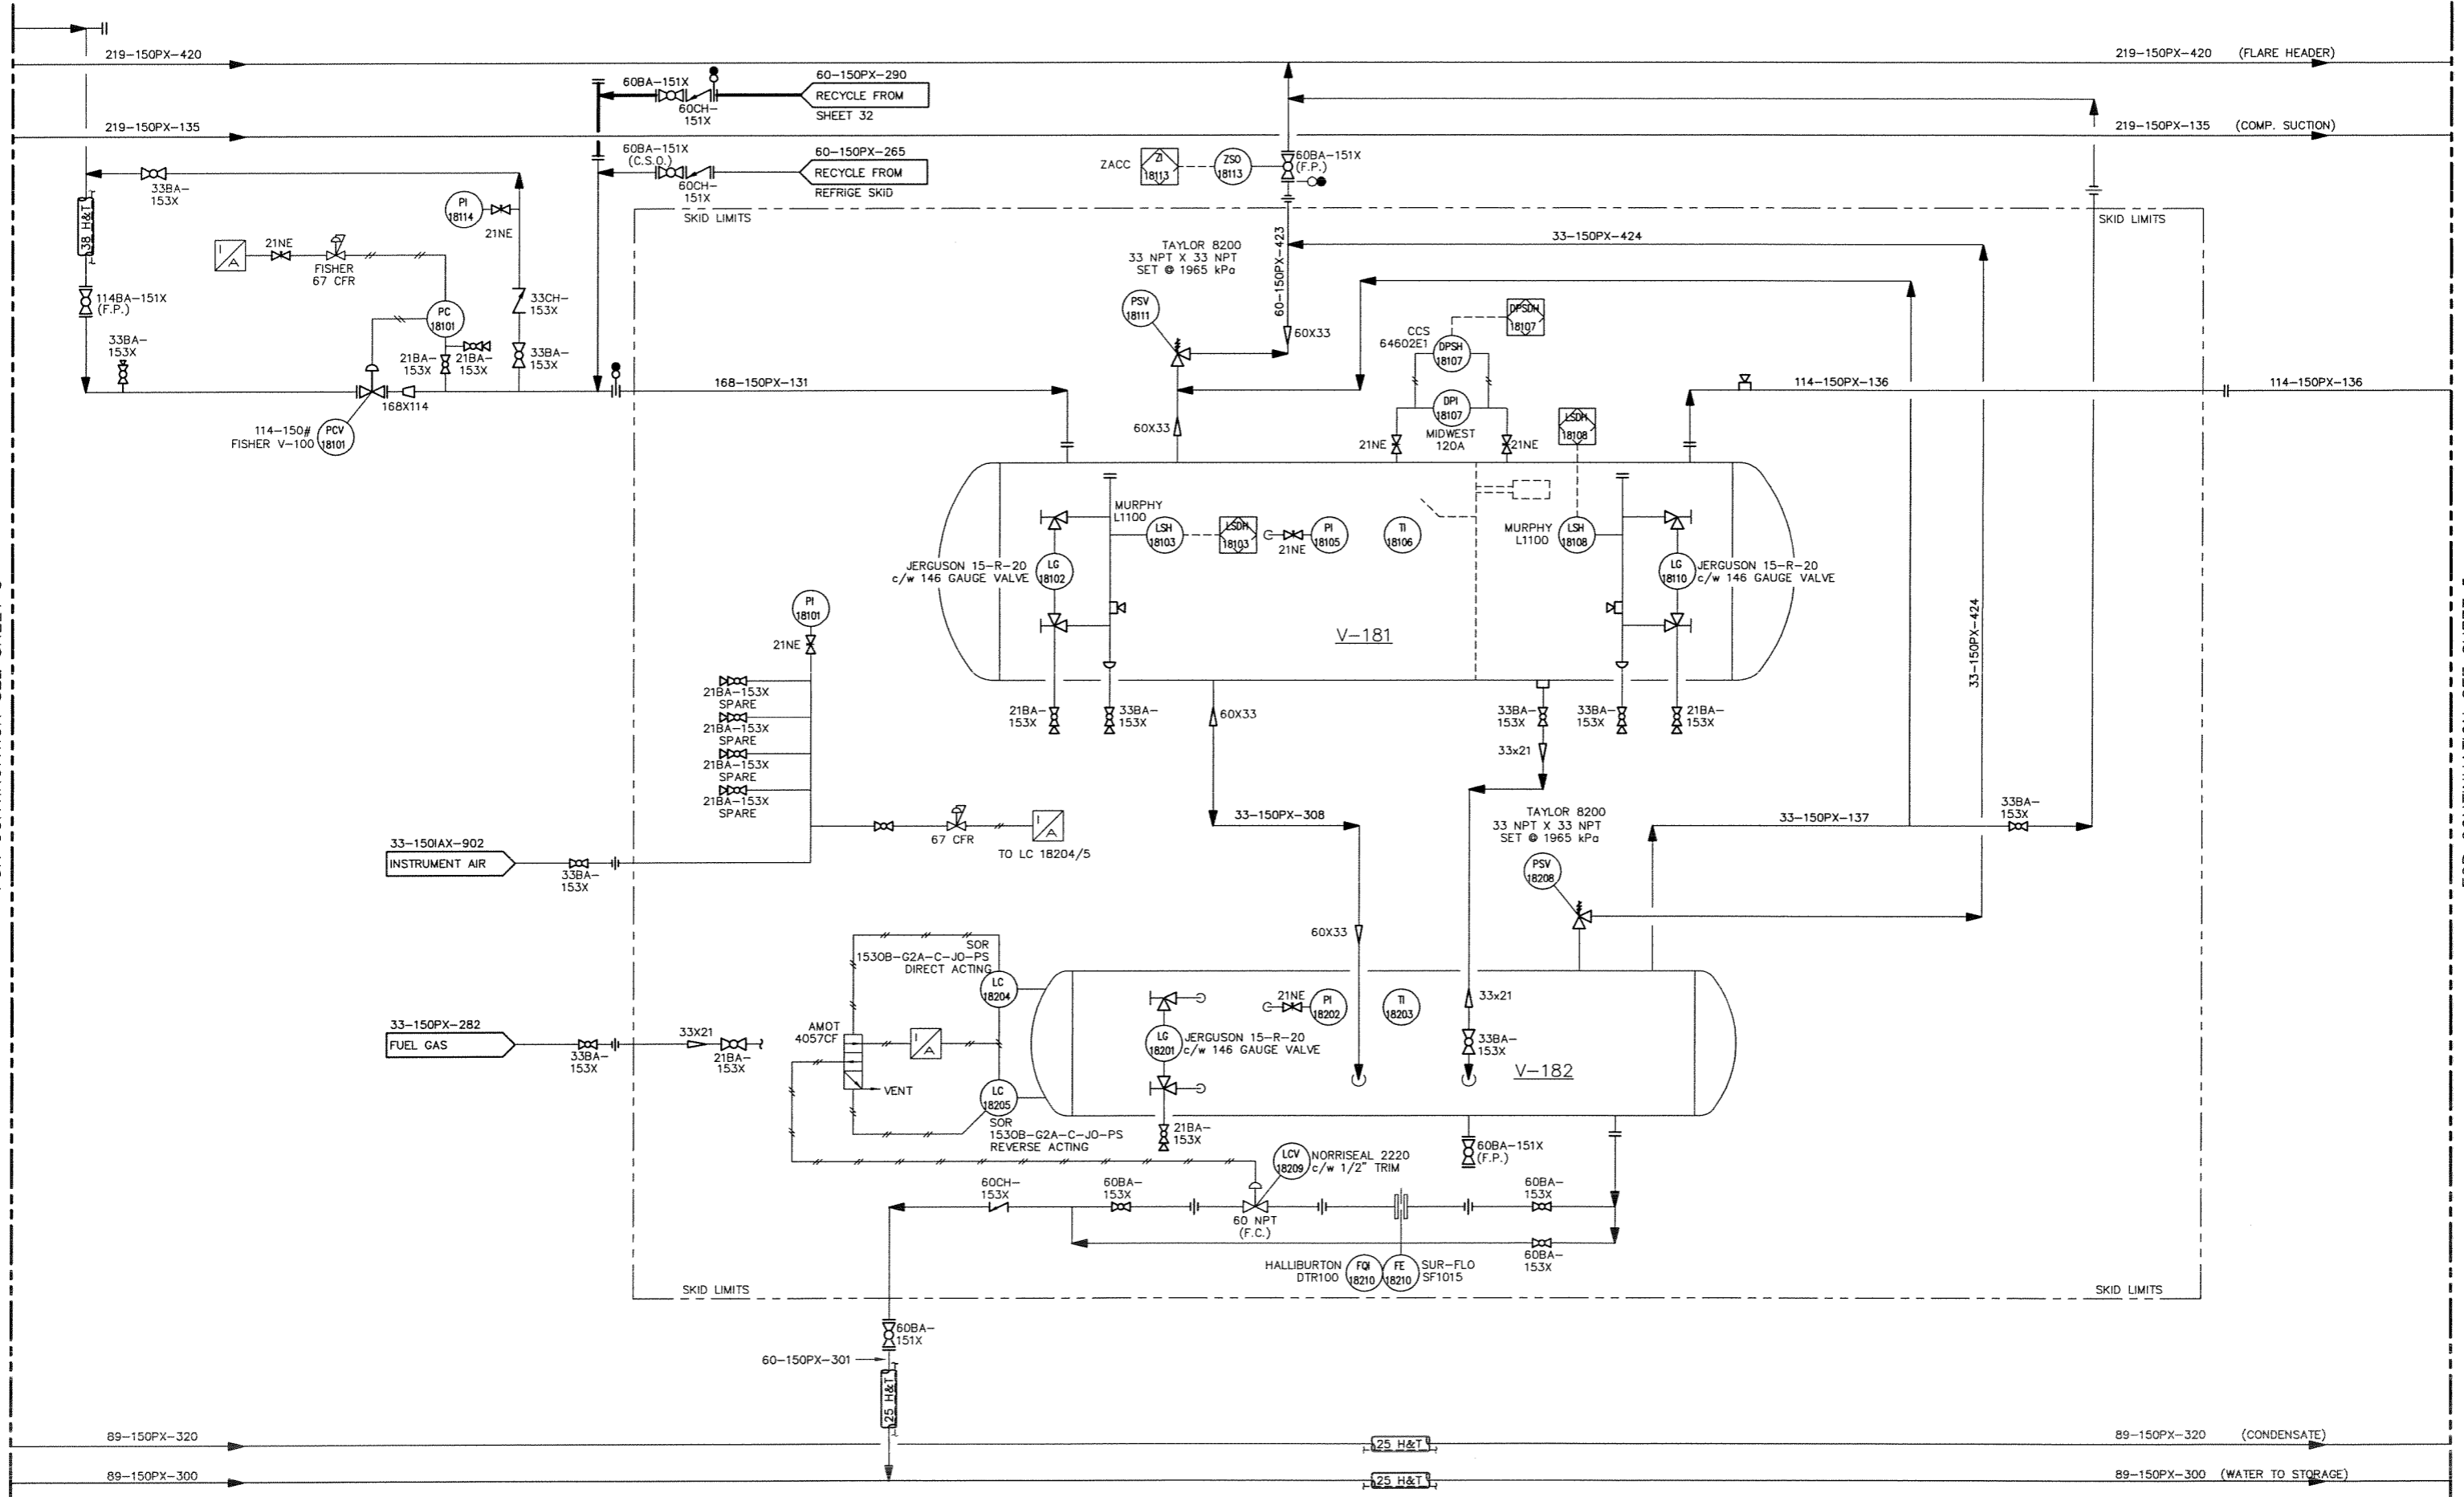 219-150PX-420
219-150PX-420 (FLARE HEADER)
60-150PX-290
RECYCLE FROM
SHEET 32
60BA-151X
60CH-
151X
219-150PX-135
219-150PX-135 (COMP. SUCTION)
60BA-151X
(C.S.O.)
60CH-
151X
60-150PX-265
RECYCLE FROM
REFRIGE SKID
ZACC
ZI
18113
ZSO
18113
60BA-151X
(F.P.)
33BA-
153X
38 H&T
PI
18114
21NE
SKID LIMITS
SKID LIMITS
I
A
21NE
FISHER
67 CFR
114BA-151X
(F.P.)
33BA-
153X
PC
18101
21BA-
153X
21BA-
153X
33CH-
153X
33BA-
153X
168X114
114-150#
FISHER V-100
PCV
18101
168-150PX-131
TAYLOR 8200
33 NPT X 33 NPT
SET @ 1965 kPa
PSV
18111
60-150PX-423
60X33
60X33
33-150PX-424
CCS
64602E1
DPSH
18107
DPSDH
18107
DPI
18107
MIDWEST
120A
21NE
21NE
LSDH
18108
114-150PX-136
114-150PX-136
MURPHY
L1100
LSH
18103
LSDH
18103
21NE
PI
18105
TI
18106
MURPHY
L1100
LSH
18108
JERGUSON 15-R-20
c/w 146 GAUGE VALVE
LG
18102
LG
18110
JERGUSON 15-R-20
c/w 146 GAUGE VALVE
V-181
33-150PX-424
PI
18101
21NE
21BA-153X
SPARE
21BA-153X
SPARE
21BA-153X
SPARE
21BA-153X
SPARE
21BA-
153X
33BA-
153X
60X33
33BA-
153X
33BA-
153X
21BA-
153X
33x21
67 CFR
I
A
TO LC 18204/5
33-150PX-308
TAYLOR 8200
33 NPT X 33 NPT
SET @ 1965 kPa
PSV
18208
33-150PX-137
33BA-
153X
33-150IAX-902
INSTRUMENT AIR
33BA-
153X
60X33
SOR
1530B-G2A-C-JO-PS
DIRECT ACTING
LC
18204
AMOT
4057CF
I
A
VENT
LC
18205
SOR
1530B-G2A-C-JO-PS
REVERSE ACTING
33-150PX-282
FUEL GAS
33BA-
153X
33X21
21BA-
153X
21NE
PI
18202
TI
18203
33x21
LG
18201
JERGUSON 15-R-20
c/w 146 GAUGE VALVE
33BA-
153X
V-182
21BA-
153X
60BA-151X
(F.P.)
LCV
18209
NORRISEAL 2220
c/w 1/2" TRIM
60CH-
153X
60BA-
153X
60 NPT
(F.C.)
60BA-
153X
60BA-
153X
HALLIBURTON
DTR100
FQI
18210
FE
18210
SUR-FLO
SF1015
SKID LIMITS
SKID LIMITS
60BA-
151X
60-150PX-301
25 H&T
89-150PX-320
25 H&T
89-150PX-320 (CONDENSATE)
89-150PX-300
25 H&T
89-150PX-300 (WATER TO STORAGE)